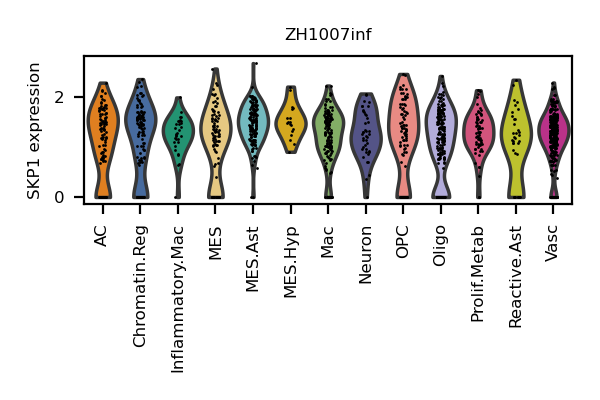 ZH1007inf
SKP1 expression
2
0
AC
Chromatin.Reg
Inflammatory.Mac
MES
MES.Ast
MES.Hyp
Mac
Neuron
OPC
Oligo
Prolif.Metab
Reactive.Ast
Vasc